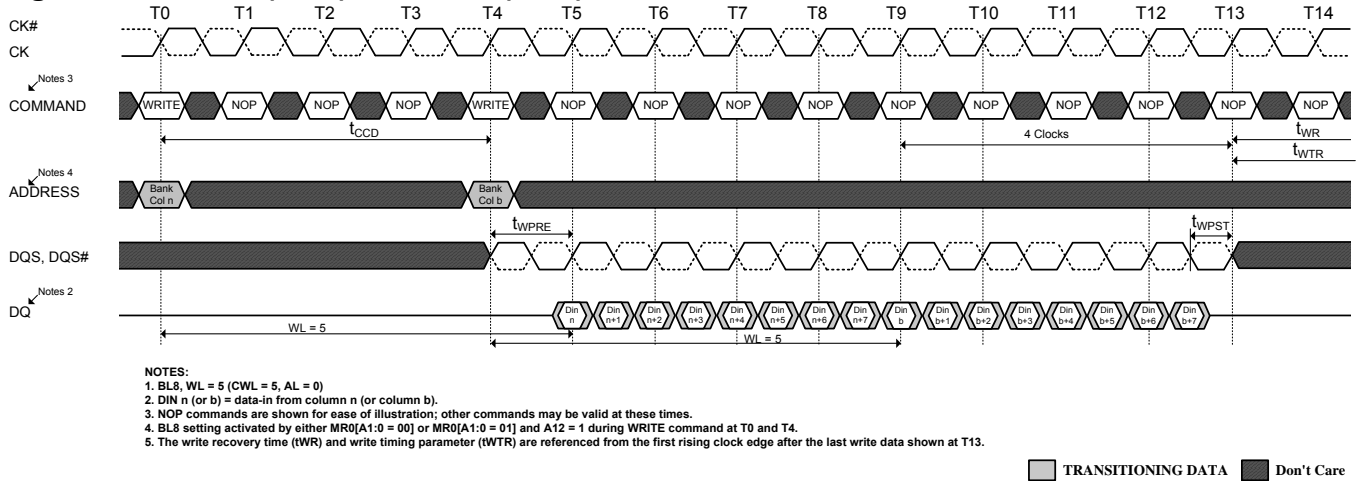 T0 T1 T2 T3 T4 T5 T6 T7 T8 T9 T10 T11 T12 T13 T14
CK#
CK
Notes 3
COMMAND WRITE NOP NOP NOP WRITE NOP NOP NOP NOP NOP NOP NOP NOP NOP NOP
tCCD 4 Clocks tWR
tWTR
Notes 4
ADDRESS
Bank
Col n
Bank
Col b
tWPRE tWPST
DQS, DQS#
Notes 2
DQ
Din
n
Din
n+1
Din
n+2
Din
n+3
Din
n+4
Din
n+5
Din
n+6
Din
n+7
Din
b
Din
b+1
Din
b+2
Din
b+3
Din
b+4
Din
b+5
Din
b+6
Din
b+7
WL = 5 WL = 5
NOTES:
1. BL8, WL = 5 (CWL = 5, AL = 0)
2. DIN n (or b) = data-in from column n (or column b).
3. NOP commands are shown for ease of illustration; other commands may be valid at these times.
4. BL8 setting activated by either MR0[A1:0 = 00] or MR0[A1:0 = 01] and A12 = 1 during WRITE command at T0 and T4.
5. The write recovery time (tWR) and write timing parameter (tWTR) are referenced from the first rising clock edge after the last write data shown at T13.
TRANSITIONING DATA Don't Care